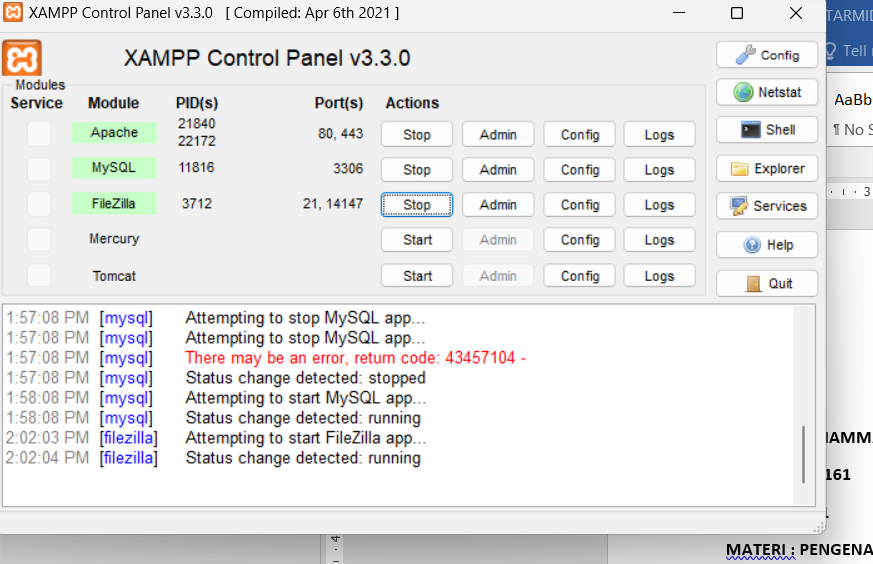 XAMPP Control Panel v3.3.0 [ Compiled: Apr 6th 2021 ]
XAMPP Control Panel v3.3.0
Modules
Service Module PID(s) Port(s) Actions
Apache 21840 22172 80, 443 Stop Admin Config Logs
MySQL 11816 3306 Stop Admin Config Logs
FileZilla 3712 21, 14147 Stop Admin Config Logs
Mercury Start Admin Config Logs
Tomcat Start Admin Config Logs
Config
Netstat
Shell
Explorer
Services
Help
Quit
1:57:08 PM [mysql] Attempting to stop MySQL app...
1:57:08 PM [mysql] Attempting to stop MySQL app...
1:57:08 PM [mysql] There may be an error, return code: 43457104 -
1:57:08 PM [mysql] Status change detected: stopped
1:58:08 PM [mysql] Attempting to start MySQL app...
1:58:08 PM [mysql] Status change detected: running
2:02:03 PM [filezilla] Attempting to start FileZilla app...
2:02:04 PM [filezilla] Status change detected: running
TARMID
Tell
AaBb
¶ No S
3
161
4
MATERI : PENGENA